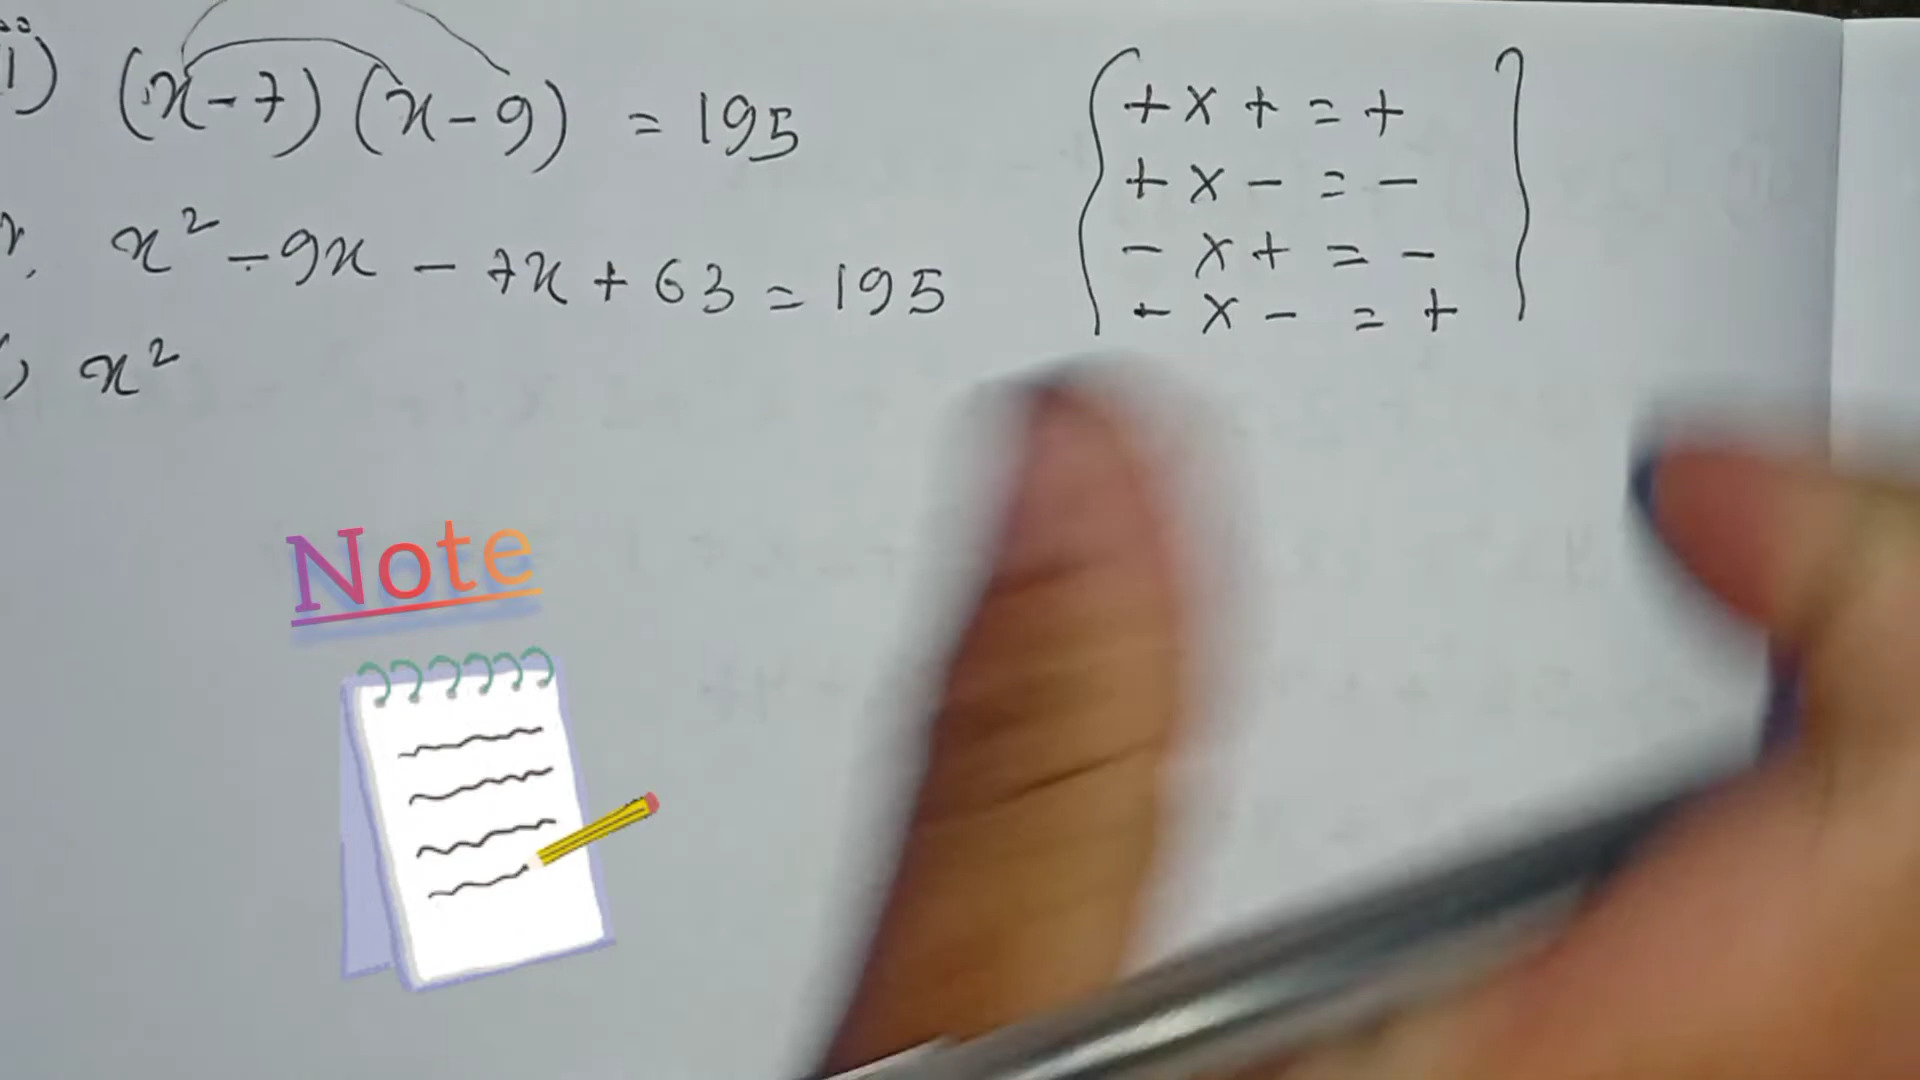 i) (x-7) (x-9) = 195
x² - 9x - 7x + 63 = 195
, x²
+ x + = +
+ x - = -
- x + = -
- x - = +
Note